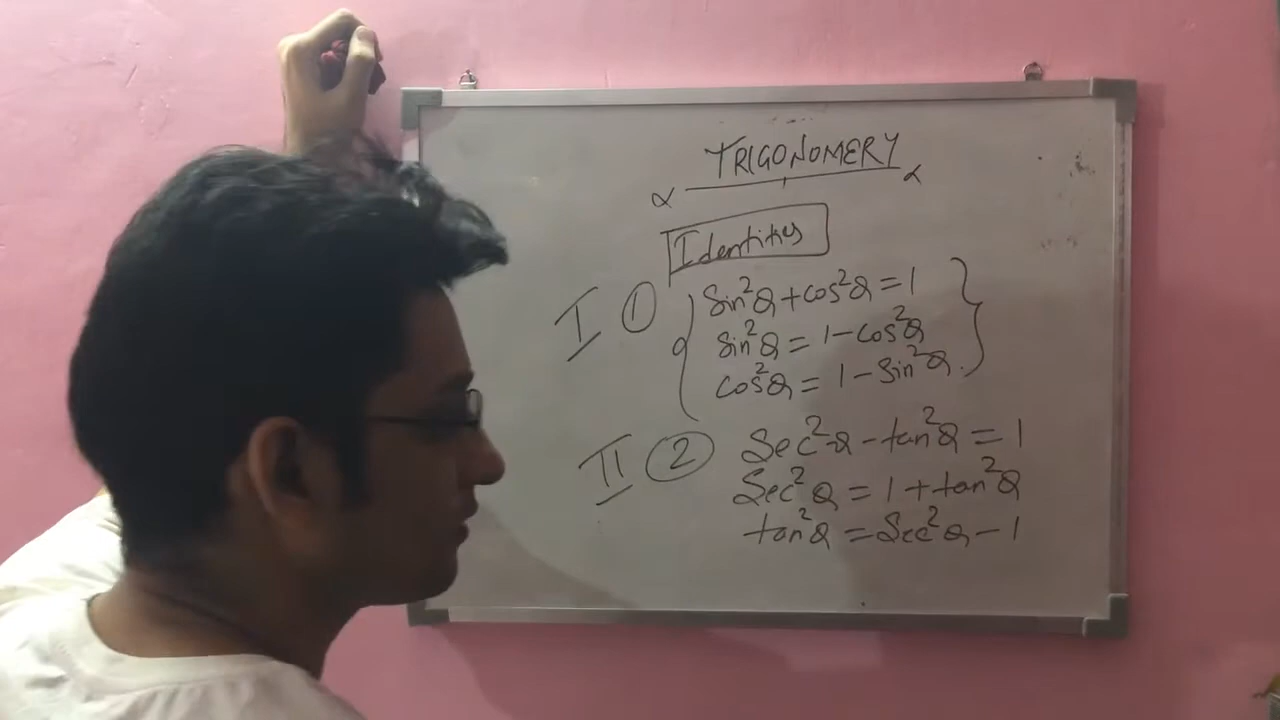 TRIGONOMERY
Identities
I ① sin²θ + cos²θ = 1
sin²θ = 1 - cos²θ
cos²θ = 1 - sin²θ.
II ② Sec²θ - tan²θ = 1
Sec²θ = 1 + tan²θ
tan²θ = Sec²θ - 1